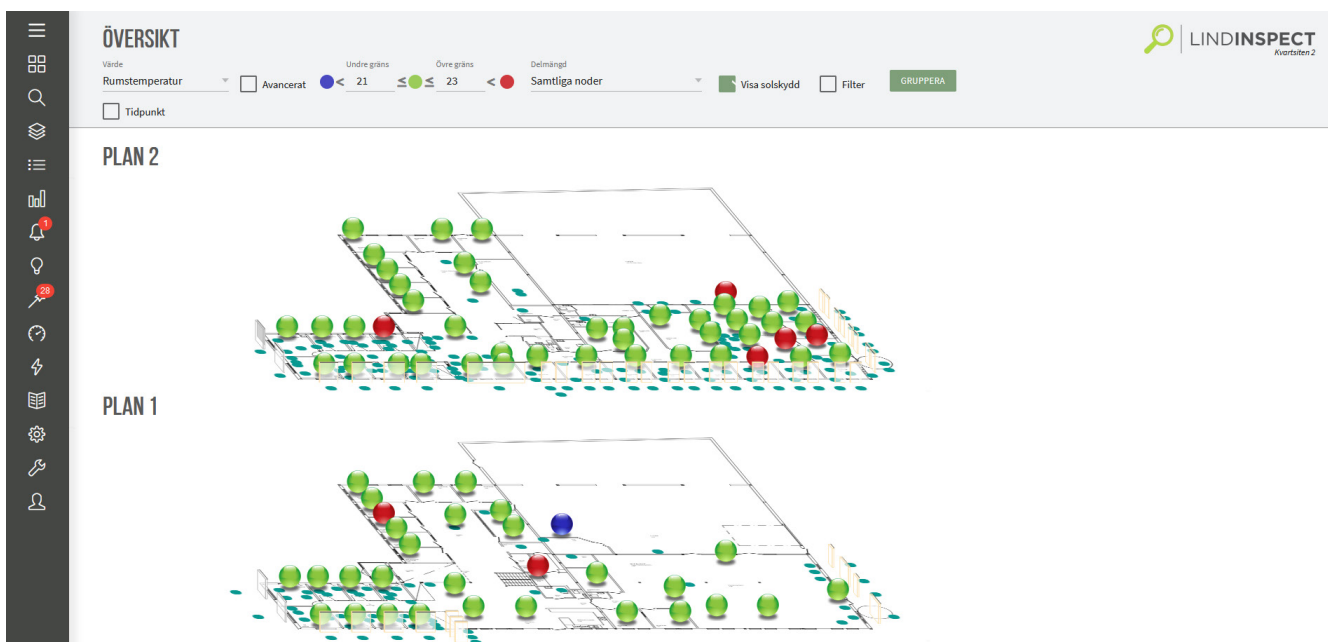 ÖVERSIKT
LINDINSPECT
Kvartsiten 2
Värde
Undre gräns
Övre gräns
Delmängd
Rumstemperatur
Avancerat
< 21 ≤ ≤ 23 <
Samtliga noder
Visa solskydd
Filter
GRUPPERA
Tidpunkt
1
28
PLAN 2
PLAN 1